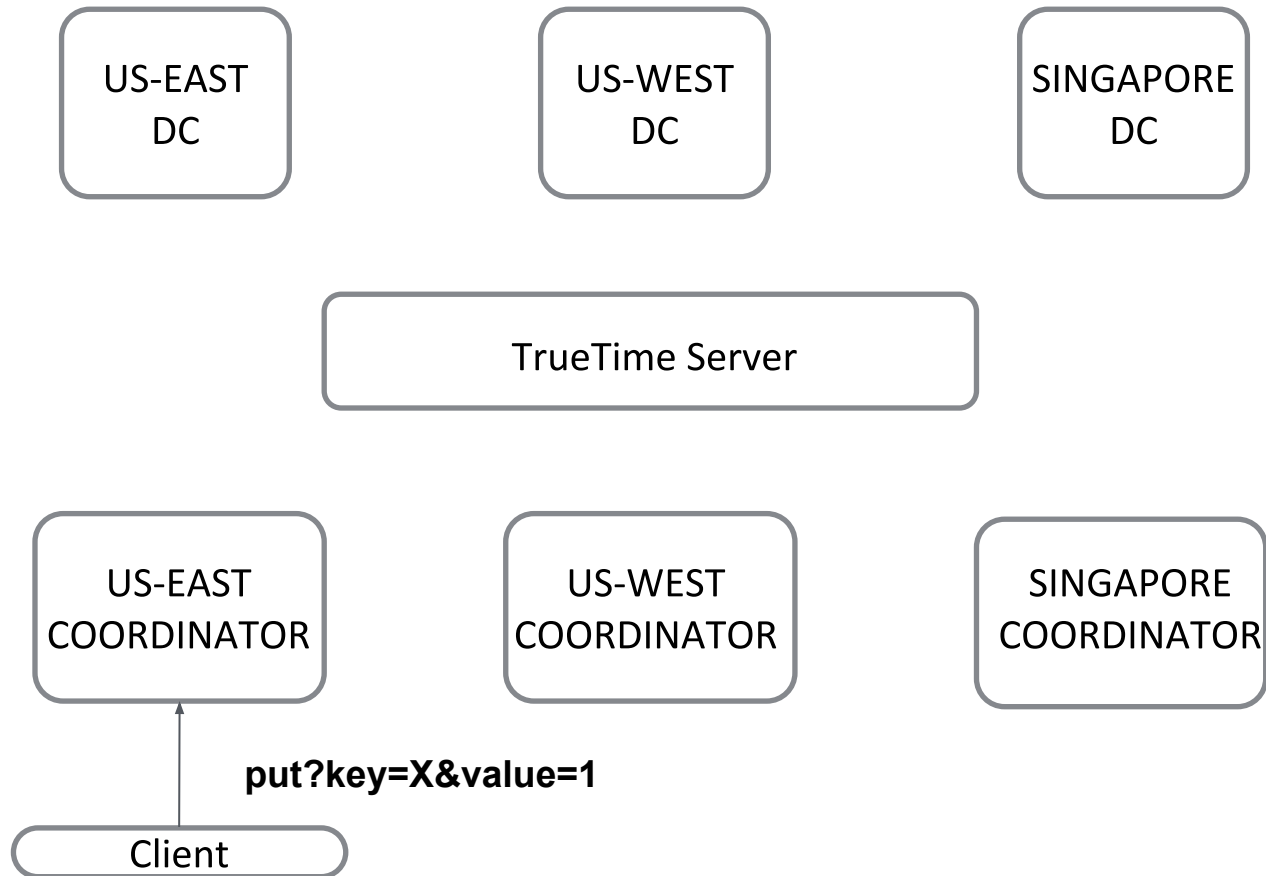 US-EAST
DC
US-WEST
DC
SINGAPORE
DC
TrueTime Server
US-EAST
COORDINATOR
US-WEST
COORDINATOR
SINGAPORE
COORDINATOR
put?key=X&value=1
Client